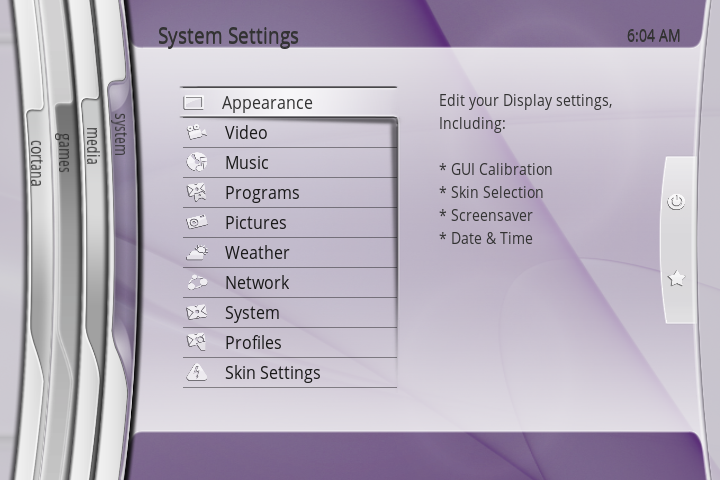 System Settings
6:04 AM
cortana
games
media
system
Appearance
Video
Music
Programs
Pictures
Weather
Network
System
Profiles
Skin Settings
Edit your Display settings,
Including:
* GUI Calibration
* Skin Selection
* Screensaver
* Date & Time